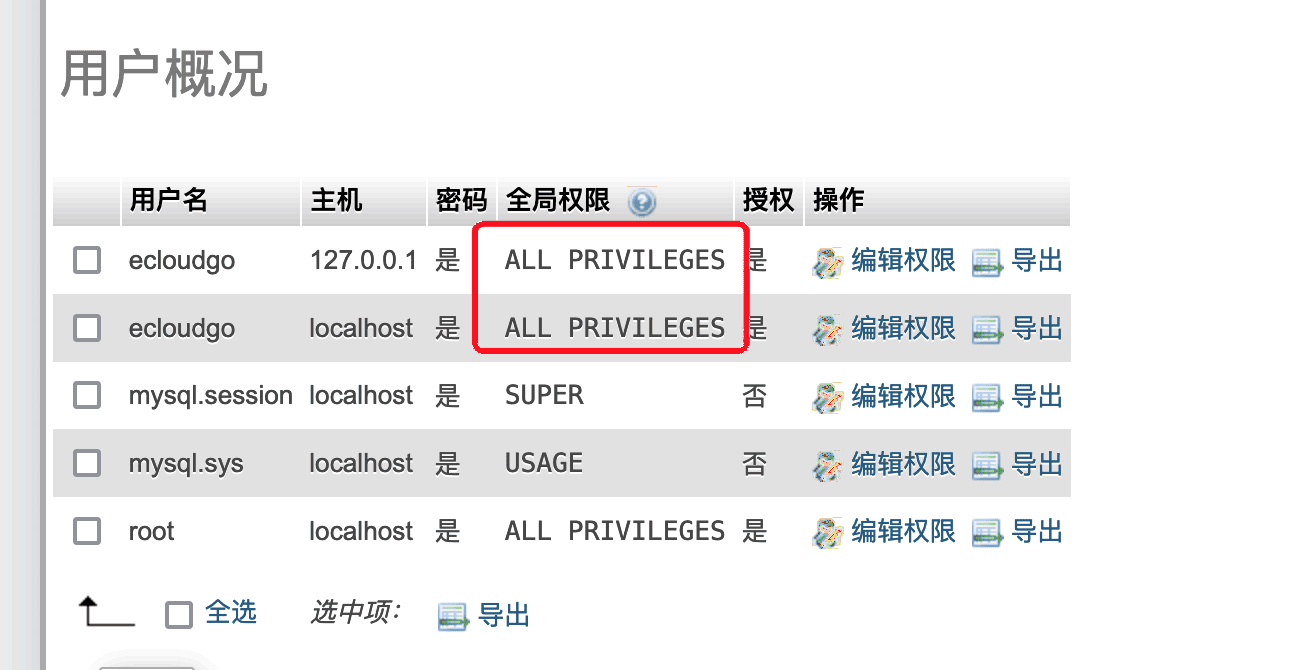 用户概况
用户名 主机 密码 全局权限 授权 操作
ecloudgo 127.0.0.1 是 ALL PRIVILEGES 是 编辑权限 导出
ecloudgo localhost 是 ALL PRIVILEGES 是 编辑权限 导出
mysql.session localhost 是 SUPER 否 编辑权限 导出
mysql.sys localhost 是 USAGE 否 编辑权限 导出
root localhost 是 ALL PRIVILEGES 是 编辑权限 导出
全选 选中项： 导出